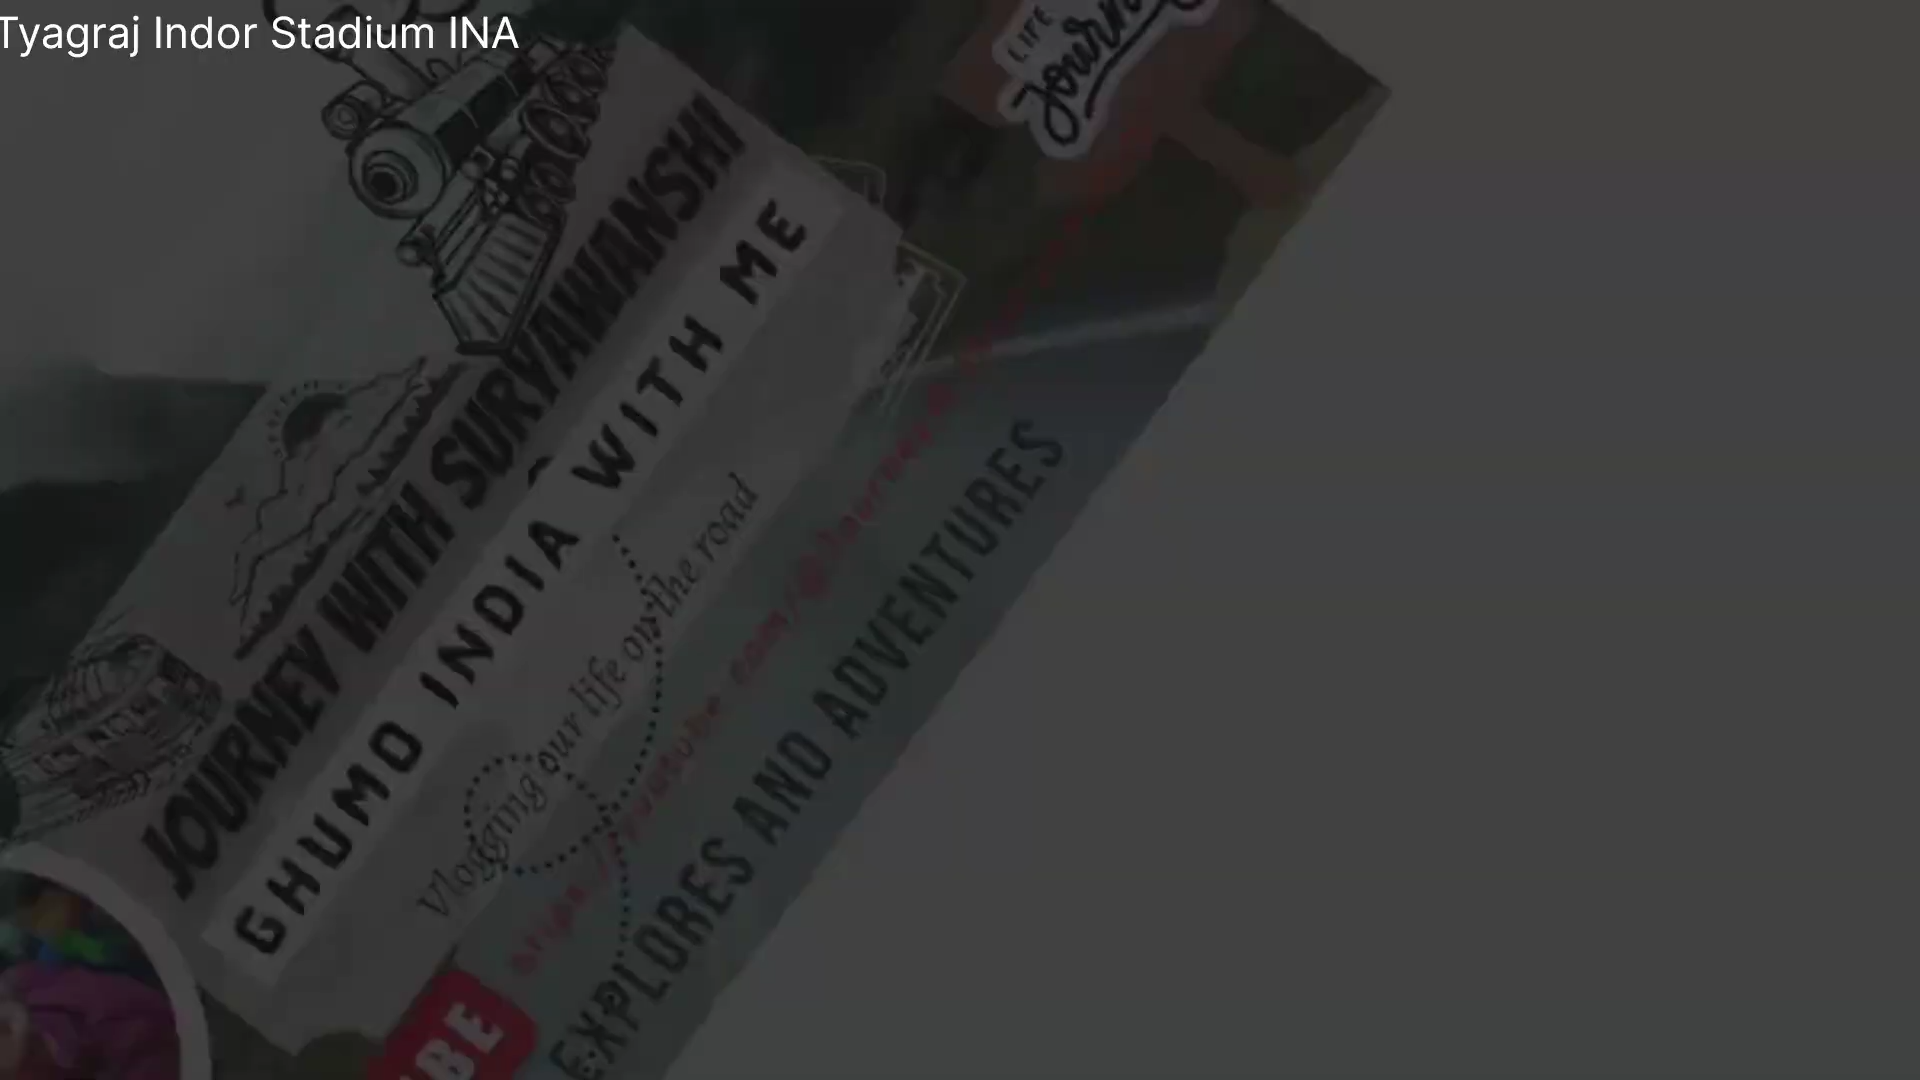 Tyagraj Indor Stadium INA
LIFE
JOURNEY WITH SURYAWANSHI
GHUMO INDIA WITH ME
Vlogging our life on the road
EXPLORES AND ADVENTURES